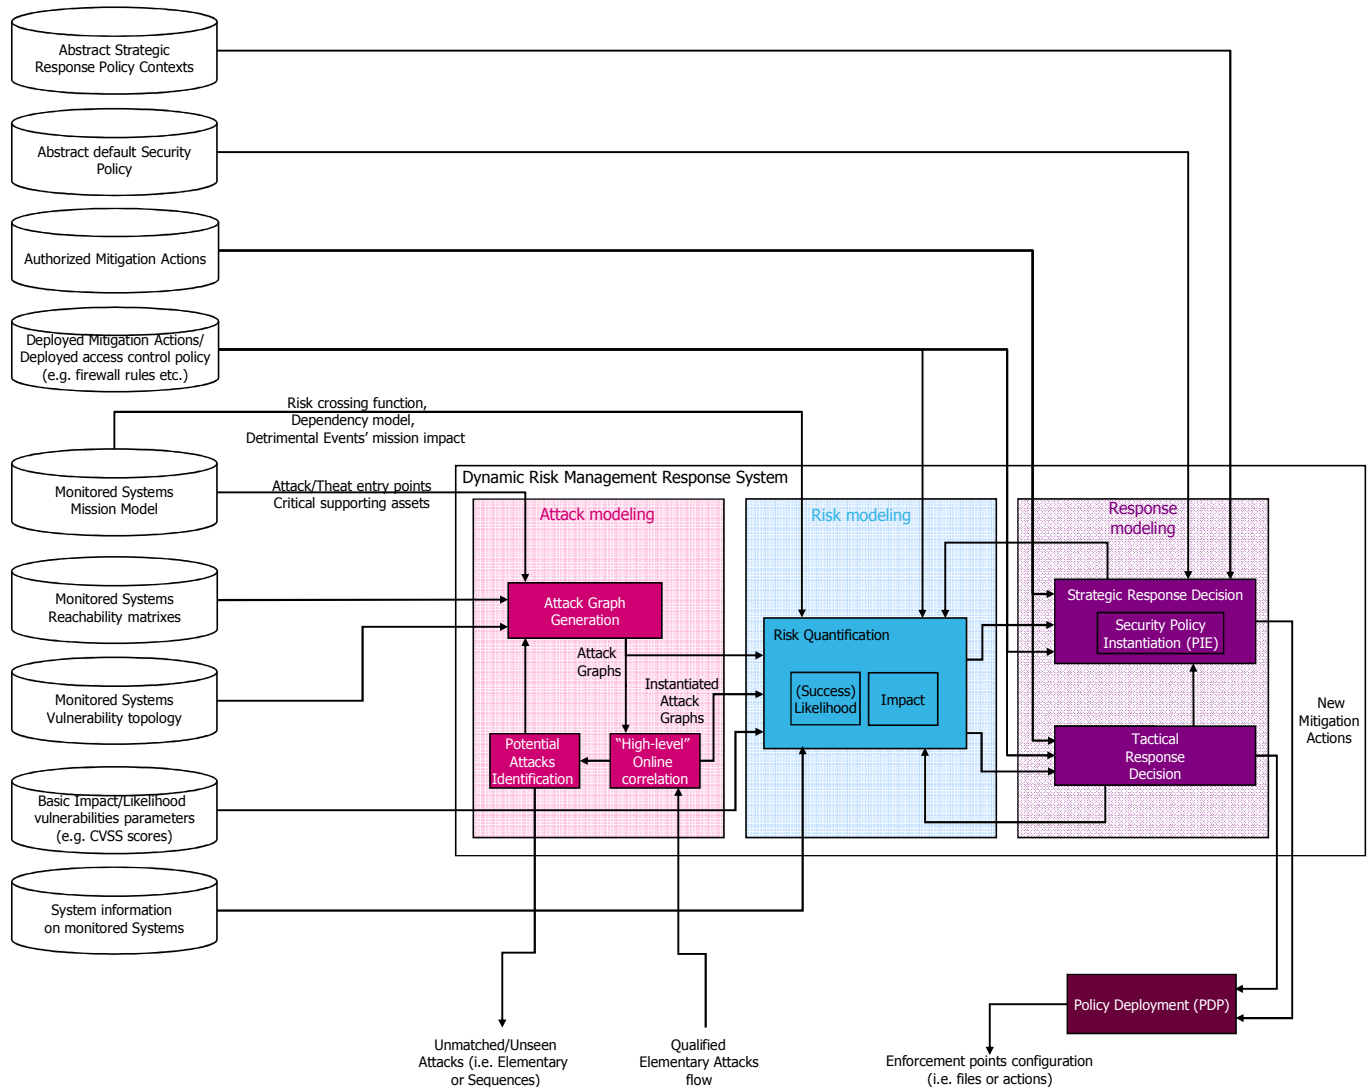 Abstract Strategic
Response Policy Contexts
Abstract default Security
Policy
Authorized Mitigation Actions
Deployed Mitigation Actions/
Deployed access control policy
(e.g. firewall rules etc.)
Risk crossing function,
Dependency model,
Detrimental Events' mission impact
Monitored Systems
Mission Model
Attack/Theat entry points
Critical supporting assets
Dynamic Risk Management Response System
Attack modeling
Risk modeling
Response
modeling
Monitored Systems
Reachability matrixes
Attack Graph
Generation
Strategic Response Decision
Security Policy
Instantiation (PIE)
Risk Quantification
(Success)
Likelihood
Impact
Attack
Graphs
Instantiated
Attack
Graphs
Monitored Systems
Vulnerability topology
New
Mitigation
Actions
Potential
Attacks
Identification
"High-level"
Online
correlation
Tactical
Response
Decision
Basic Impact/Likelihood
vulnerabilities parameters
(e.g. CVSS scores)
System information
on monitored Systems
Policy Deployment (PDP)
Unmatched/Unseen
Attacks (i.e. Elementary
or Sequences)
Qualified
Elementary Attacks
flow
Enforcement points configuration
(i.e. files or actions)